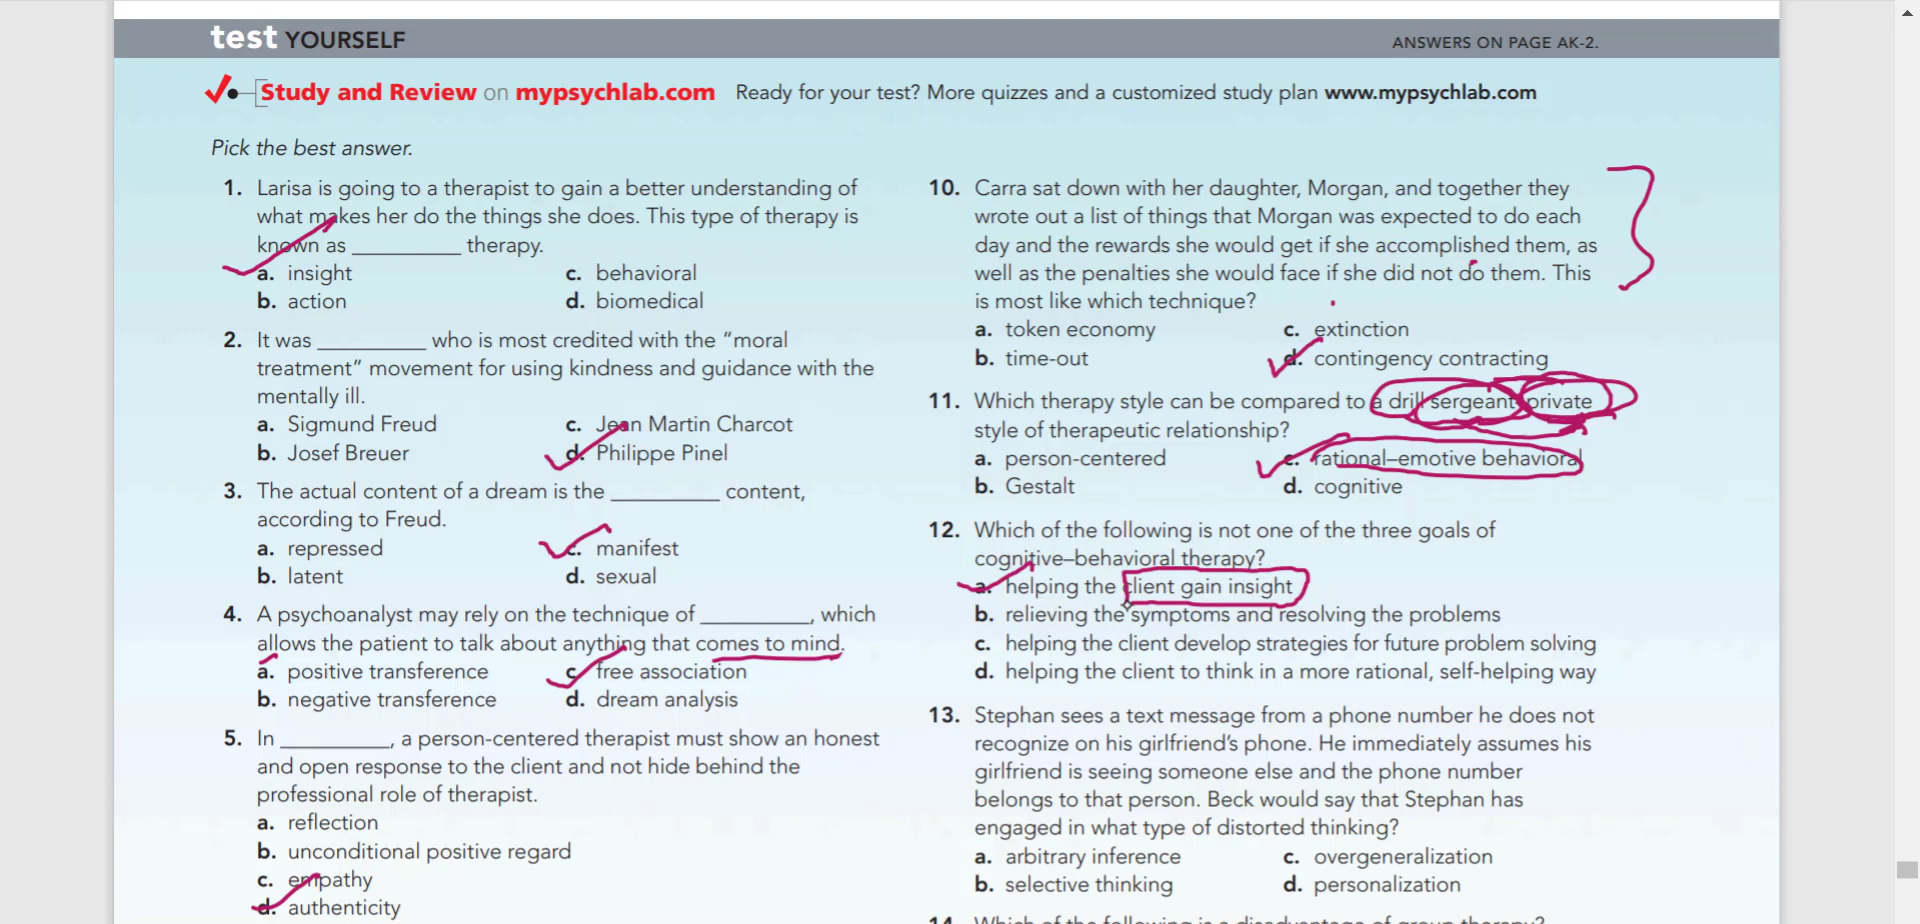 test YOURSELF
ANSWERS ON PAGE AK-2.
Study and Review on mypsychlab.com Ready for your test? More quizzes and a customized study plan www.mypsychlab.com
Pick the best answer.
1. Larisa is going to a therapist to gain a better understanding of
what makes her do the things she does. This type of therapy is
known as __________ therapy.
a. insight c. behavioral
b. action d. biomedical
2. It was __________ who is most credited with the “moral
treatment” movement for using kindness and guidance with the
mentally ill.
a. Sigmund Freud c. Jean Martin Charcot
b. Josef Breuer d. Philippe Pinel
3. The actual content of a dream is the __________ content,
according to Freud.
a. repressed c. manifest
b. latent d. sexual
4. A psychoanalyst may rely on the technique of __________, which
allows the patient to talk about anything that comes to mind.
a. positive transference c. free association
b. negative transference d. dream analysis
5. In __________, a person-centered therapist must show an honest
and open response to the client and not hide behind the
professional role of therapist.
a. reflection
b. unconditional positive regard
c. empathy
d. authenticity
10. Carra sat down with her daughter, Morgan, and together they
wrote out a list of things that Morgan was expected to do each
day and the rewards she would get if she accomplished them, as
well as the penalties she would face if she did not do them. This
is most like which technique?
a. token economy c. extinction
b. time-out d. contingency contracting
11. Which therapy style can be compared to a drill sergeant–private
style of therapeutic relationship?
a. person-centered c. rational–emotive behavioral
b. Gestalt d. cognitive
12. Which of the following is not one of the three goals of
cognitive–behavioral therapy?
a. helping the client gain insight
b. relieving the symptoms and resolving the problems
c. helping the client develop strategies for future problem solving
d. helping the client to think in a more rational, self-helping way
13. Stephan sees a text message from a phone number he does not
recognize on his girlfriend’s phone. He immediately assumes his
girlfriend is seeing someone else and the phone number
belongs to that person. Beck would say that Stephan has
engaged in what type of distorted thinking?
a. arbitrary inference c. overgeneralization
b. selective thinking d. personalization
14. Which of the following is a disadvantage of group therapy?